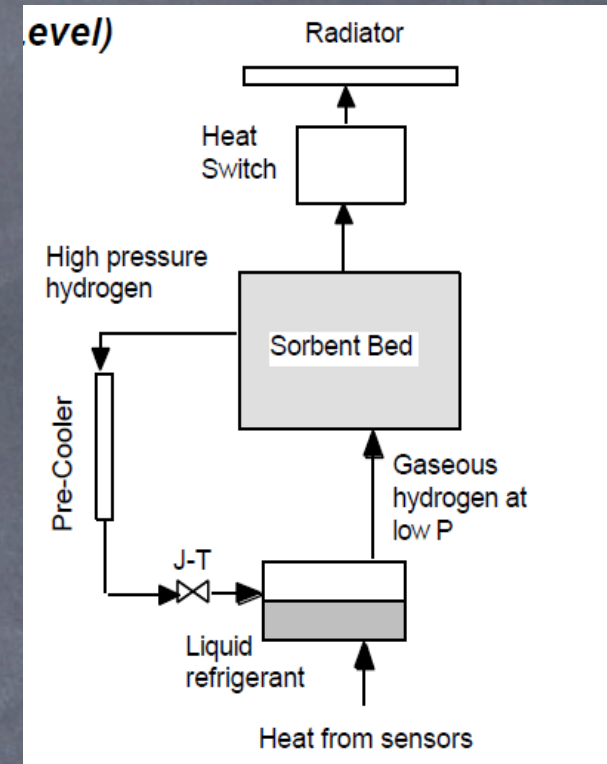 .evel)
Radiator
Heat
Switch
High pressure
hydrogen
Sorbent Bed
Pre-Cooler
Gaseous
hydrogen at
low P
J-T
Liquid
refrigerant
Heat from sensors